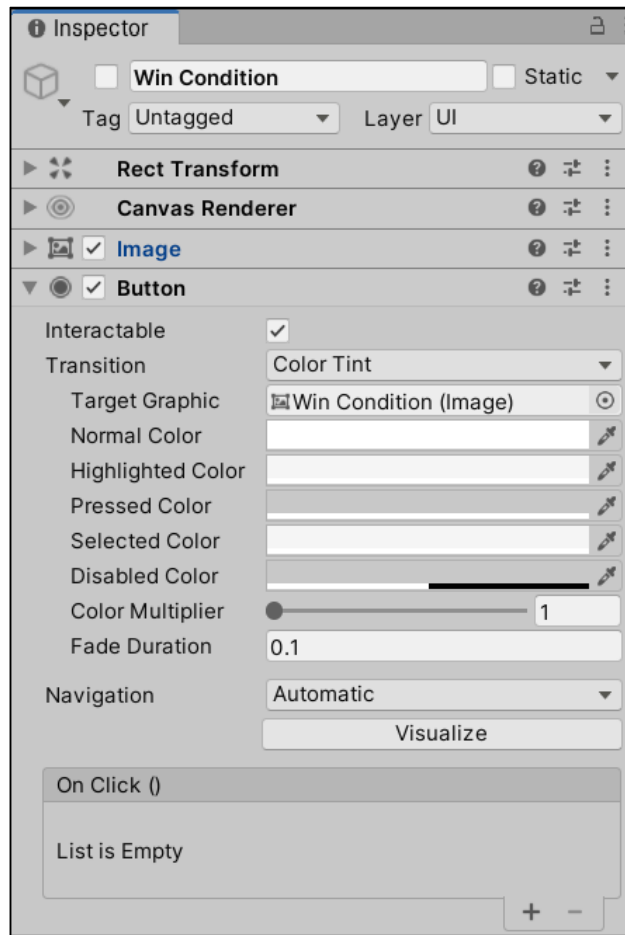 Inspector
Win Condition Static
Tag Untagged Layer UI
Rect Transform
Canvas Renderer
Image
Button
Interactable
Transition Color Tint
Target Graphic Win Condition (Image)
Normal Color
Highlighted Color
Pressed Color
Selected Color
Disabled Color
Color Multiplier 1
Fade Duration 0.1
Navigation Automatic
Visualize
On Click ()
List is Empty